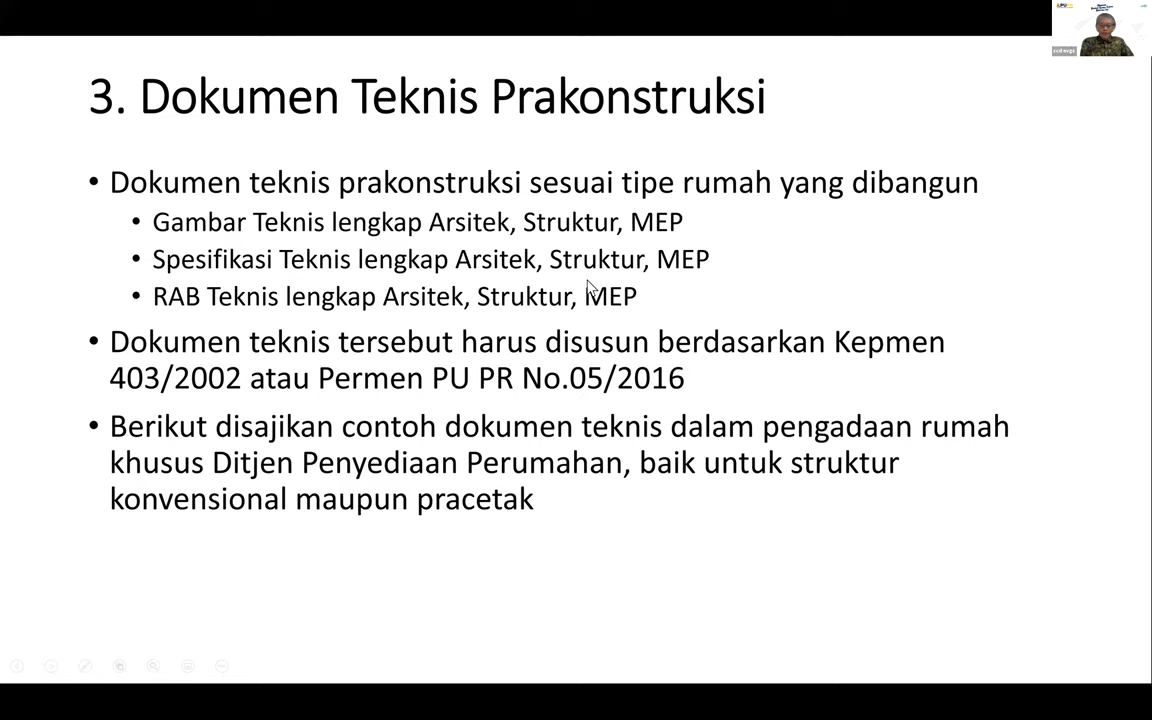 3. Dokumen Teknis Prakonstruksi
• Dokumen teknis prakonstruksi sesuai tipe rumah yang dibangun
• Gambar Teknis lengkap Arsitek, Struktur, MEP
• Spesifikasi Teknis lengkap Arsitek, Struktur, MEP
• RAB Teknis lengkap Arsitek, Struktur, MEP
• Dokumen teknis tersebut harus disusun berdasarkan Kepmen
403/2002 atau Permen PU PR No.05/2016
• Berikut disajikan contoh dokumen teknis dalam pengadaan rumah
khusus Ditjen Penyediaan Perumahan, baik untuk struktur
konvensional maupun pracetak